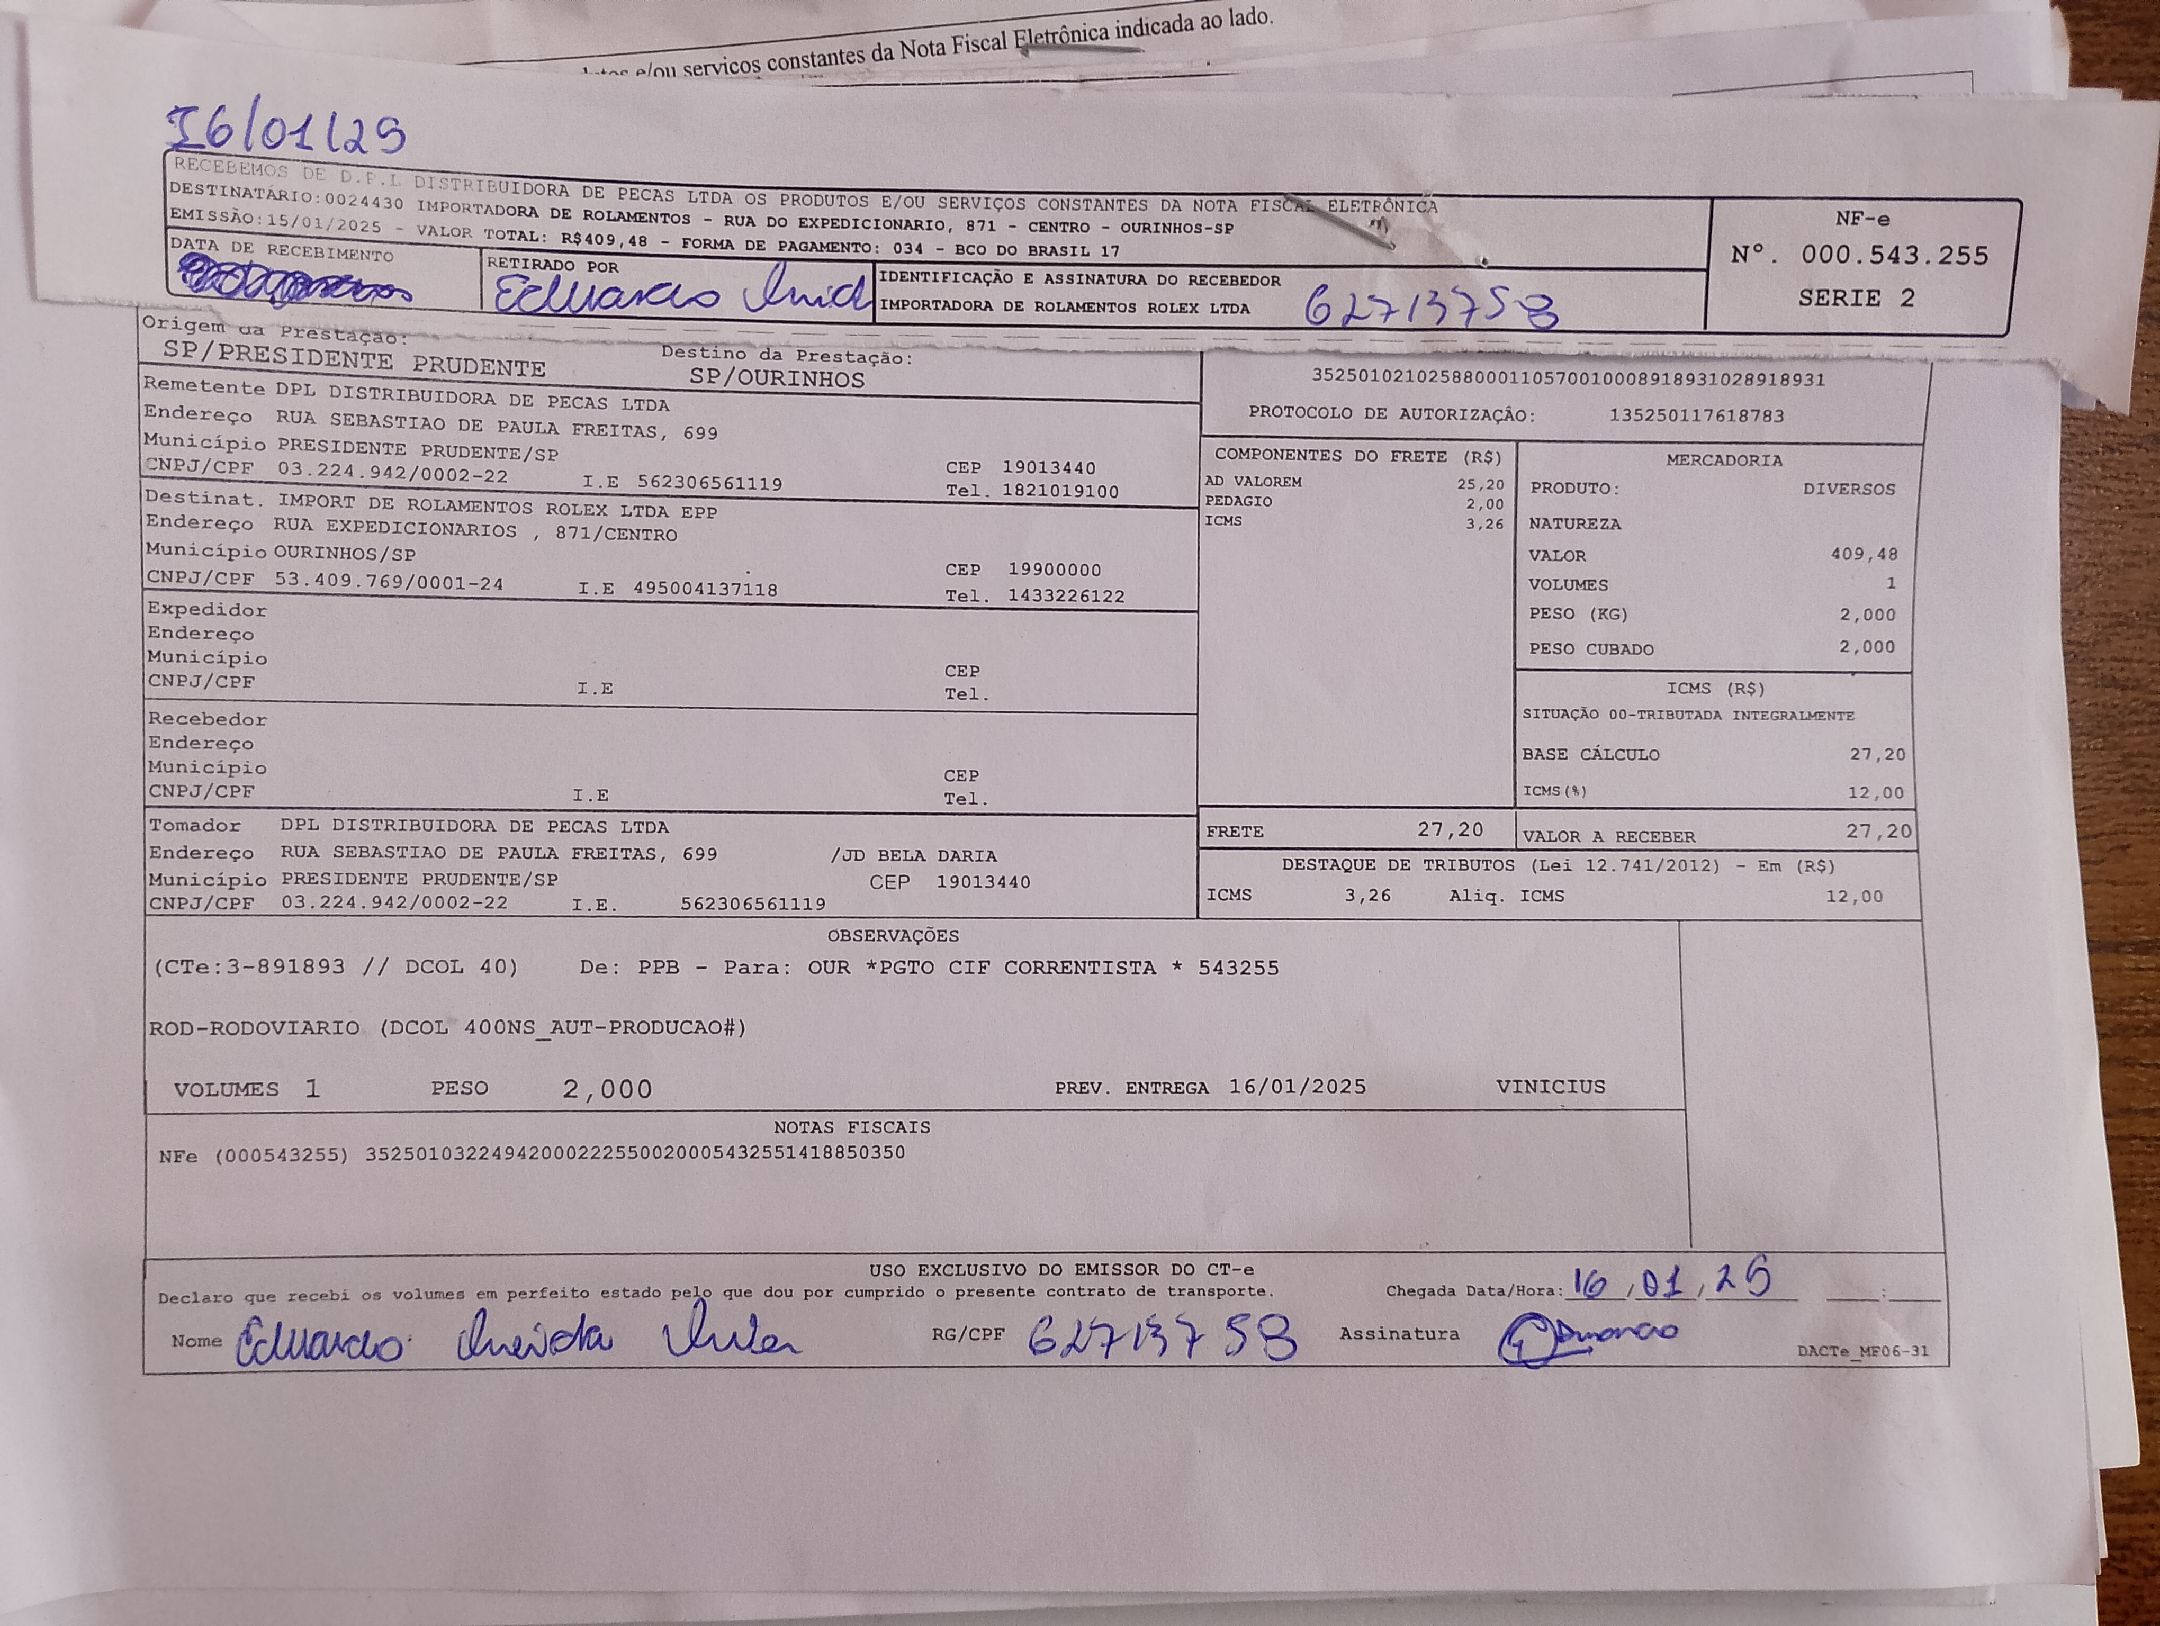 Eletrônica indicada ao lado.
e/ou serviços constantes da Nota Fiscal
16/01/25
RECEBEMOS DE D.P.L DISTRIBUIDORA DE PECAS LTDA OS PRODUTOS E/OU SERVIÇOS CONSTANTES DA NOTA FISCAL ELETRÔNICA
DESTINATÁRIO:0024430 IMPORTADORA DE ROLAMENTOS - RUA DO EXPEDICIONARIO, 871 - CENTRO - OURINHOS-SP
EMISSÃO:15/01/2025 - VALOR TOTAL: R$409,48 - FORMA DE PAGAMENTO: 034 - BCO DO BRASIL 17
NF-e
Nº. 000.543.255
SERIE 2
DATA DE RECEBIMENTO
RETIRADO POR
Eduardo
IDENTIFICAÇÃO E ASSINATURA DO RECEBEDOR
IMPORTADORA DE ROLAMENTOS ROLEX LTDA
62713758
Origem da Prestação:
SP/PRESIDENTE PRUDENTE
Destino da Prestação:
SP/OURINHOS
35250102102588000110570010008918931028918931
PROTOCOLO DE AUTORIZAÇÃO: 135250117618783
Remetente DPL DISTRIBUIDORA DE PECAS LTDA
Endereço RUA SEBASTIAO DE PAULA FREITAS, 699
Município PRESIDENTE PRUDENTE/SP CEP 19013440
CNPJ/CPF 03.224.942/0002-22 I.E 562306561119 Tel. 1821019100
Destinat. IMPORT DE ROLAMENTOS ROLEX LTDA EPP
Endereço RUA EXPEDICIONARIOS , 871/CENTRO
Município OURINHOS/SP CEP 19900000
CNPJ/CPF 53.409.769/0001-24 I.E 495004137118 Tel. 1433226122
Expedidor
Endereço
Município CEP
CNPJ/CPF I.E Tel.
Recebedor
Endereço
Município CEP
CNPJ/CPF I.E Tel.
Tomador DPL DISTRIBUIDORA DE PECAS LTDA
Endereço RUA SEBASTIAO DE PAULA FREITAS, 699 /JD BELA DARIA
Município PRESIDENTE PRUDENTE/SP CEP 19013440
CNPJ/CPF 03.224.942/0002-22 I.E. 562306561119
COMPONENTES DO FRETE (R$)
AD VALOREM 25,20
PEDAGIO 2,00
ICMS 3,26
MERCADORIA
PRODUTO: DIVERSOS
NATUREZA
VALOR 409,48
VOLUMES 1
PESO (KG) 2,000
PESO CUBADO 2,000
ICMS (R$)
SITUAÇÃO 00-TRIBUTADA INTEGRALMENTE
BASE CÁLCULO 27,20
ICMS(%) 12,00
FRETE 27,20
VALOR A RECEBER 27,20
DESTAQUE DE TRIBUTOS (Lei 12.741/2012) - Em (R$)
ICMS 3,26 Aliq. ICMS 12,00
OBSERVAÇÕES
(CTe:3-891893 // DCOL 40) De: PPB - Para: OUR *PGTO CIF CORRENTISTA * 543255
ROD-RODOVIARIO (DCOL 400NS_AUT-PRODUCAO#)
VOLUMES 1 PESO 2,000 PREV. ENTREGA 16/01/2025 VINICIUS
NOTAS FISCAIS
NFe (000543255) 35250103224942000222550020005432551418850350
USO EXCLUSIVO DO EMISSOR DO CT-e
Declaro que recebi os volumes em perfeito estado pelo que dou por cumprido o presente contrato de transporte.
Chegada Data/Hora: 16,01,25 :
Nome Eduardo RG/CPF 62713758 Assinatura
DACTe_MF06-31